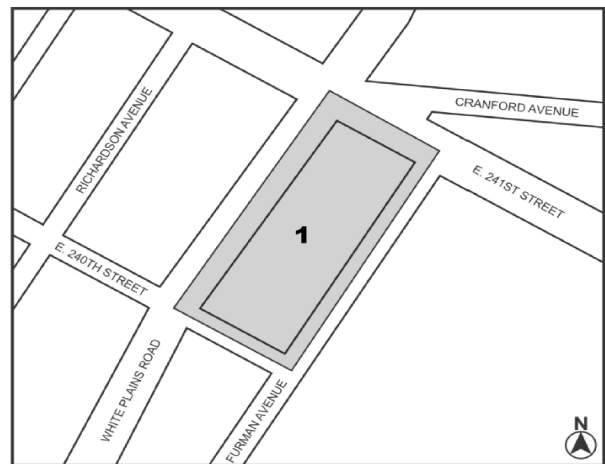 CRANFORD AVENUE
RICHARDSON AVENUE
E. 241ST STREET
1
E. 240TH STREET
WHITE PLAINS ROAD
FURMAN AVENUE
N